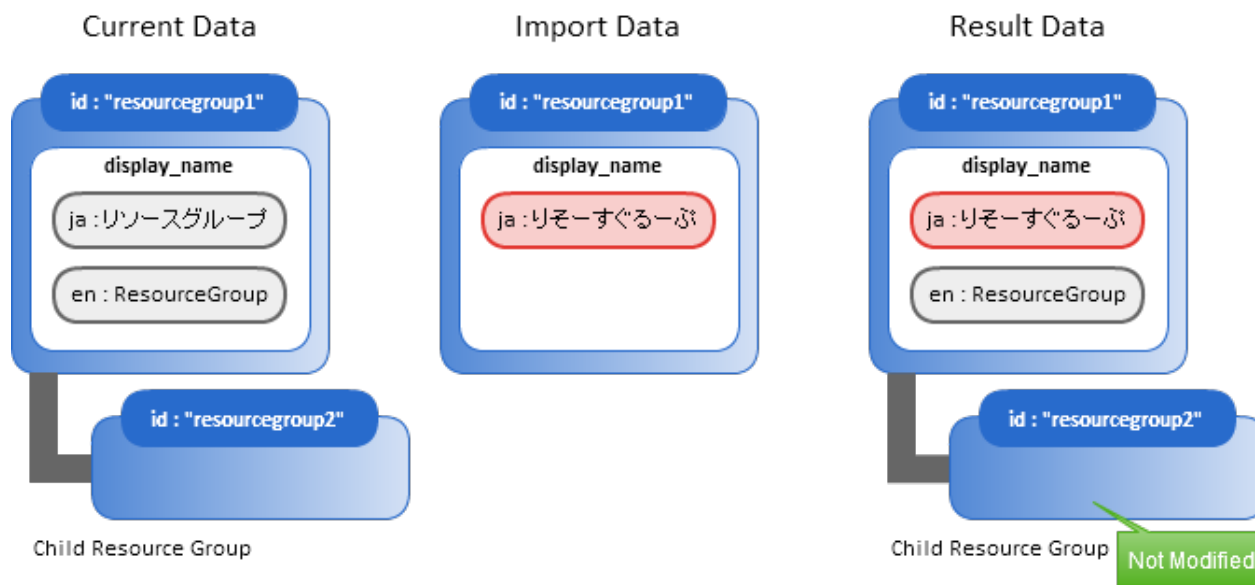 Current Data
Import Data
Result Data
id : "resourcegroup1"
display_name
ja : リソースグループ
en : ResourceGroup
id : "resourcegroup2"
Child Resource Group
id : "resourcegroup1"
display_name
ja : りそーすぐるーぷ
id : "resourcegroup1"
display_name
ja : りそーすぐるーぷ
en : ResourceGroup
id : "resourcegroup2"
Child Resource Group
Not Modified